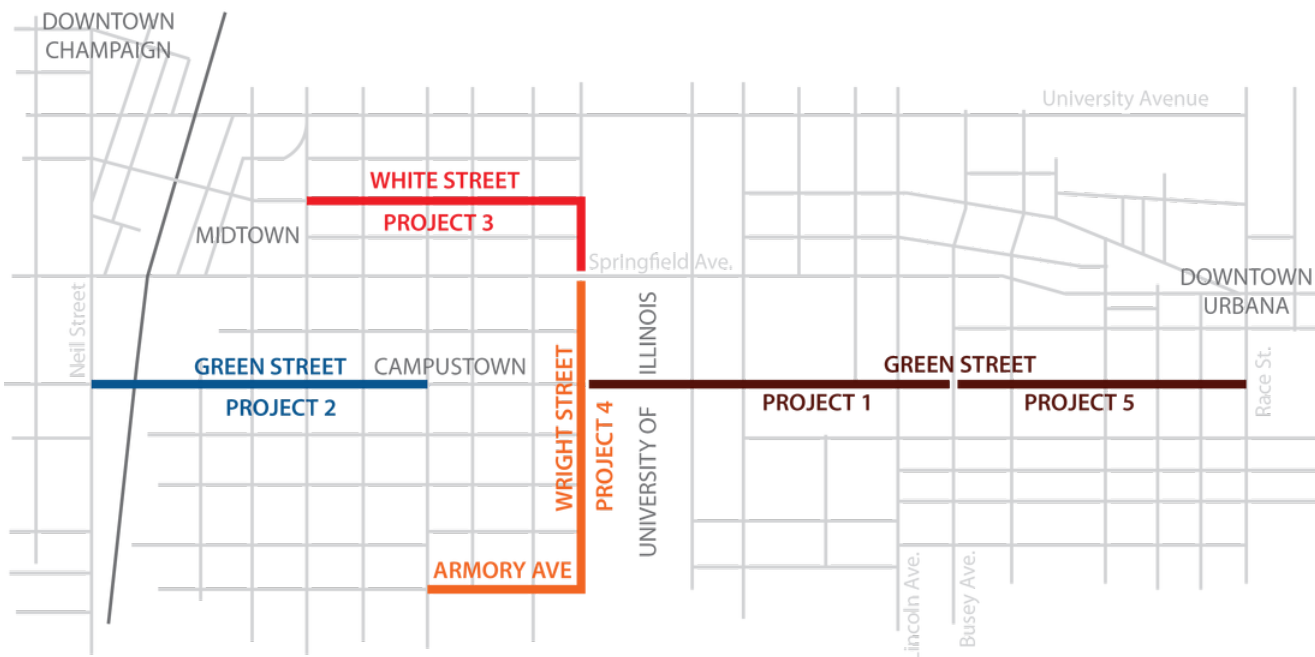 DOWNTOWN
CHAMPAIGN
University Avenue
WHITE STREET
PROJECT 3
MIDTOWN
Springfield Ave.
DOWNTOWN
URBANA
Neil Street
GREEN STREET
CAMPUSTOWN
PROJECT 2
WRIGHT STREET
PROJECT 4
UNIVERSITY OF ILLINOIS
GREEN STREET
PROJECT 1
PROJECT 5
Race St.
ARMORY AVE
Lincoln Ave.
Busey Ave.